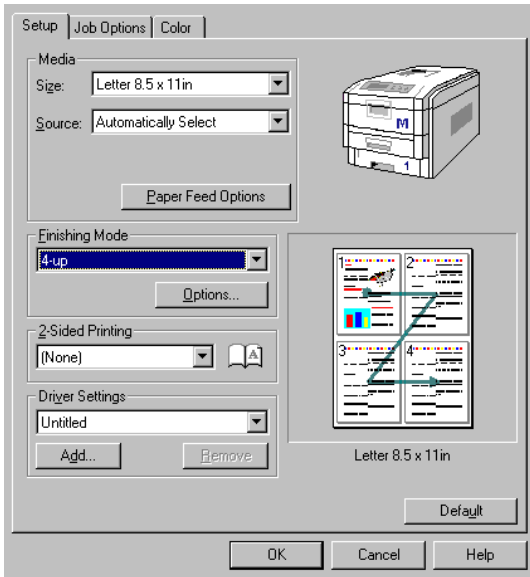 Setup Job Options Color
Media
Size: Letter 8.5 x 11in
Source: Automatically Select
Paper Feed Options
M
1
Finishing Mode
4-up
Options...
2-Sided Printing
(None)
A
Driver Settings
Untitled
Add... Remove
1 2
3 4
Letter 8.5 x 11in
Default
OK Cancel Help